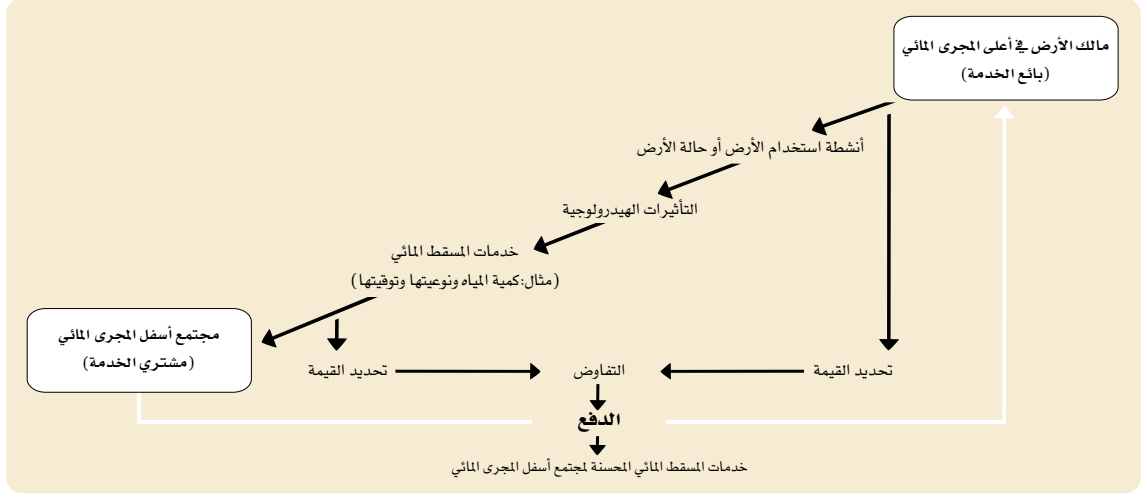 مالك الأرض في أعلى المجرى المائي
(بائع الخدمة)
أنشطة استخدام الأرض أو حالة الأرض
التأثيرات الهيدرولوجية
خدمات المسقط المائي
(مثال:كمية المياه ونوعيتها وتوقيتها)
مجتمع أسفل المجرى المائي
(مشتري الخدمة)
تحديد القيمة
التفاوض
تحديد القيمة
الدفع
خدمات المسقط المائي المحسنة لمجتمع أسفل المجرى المائي